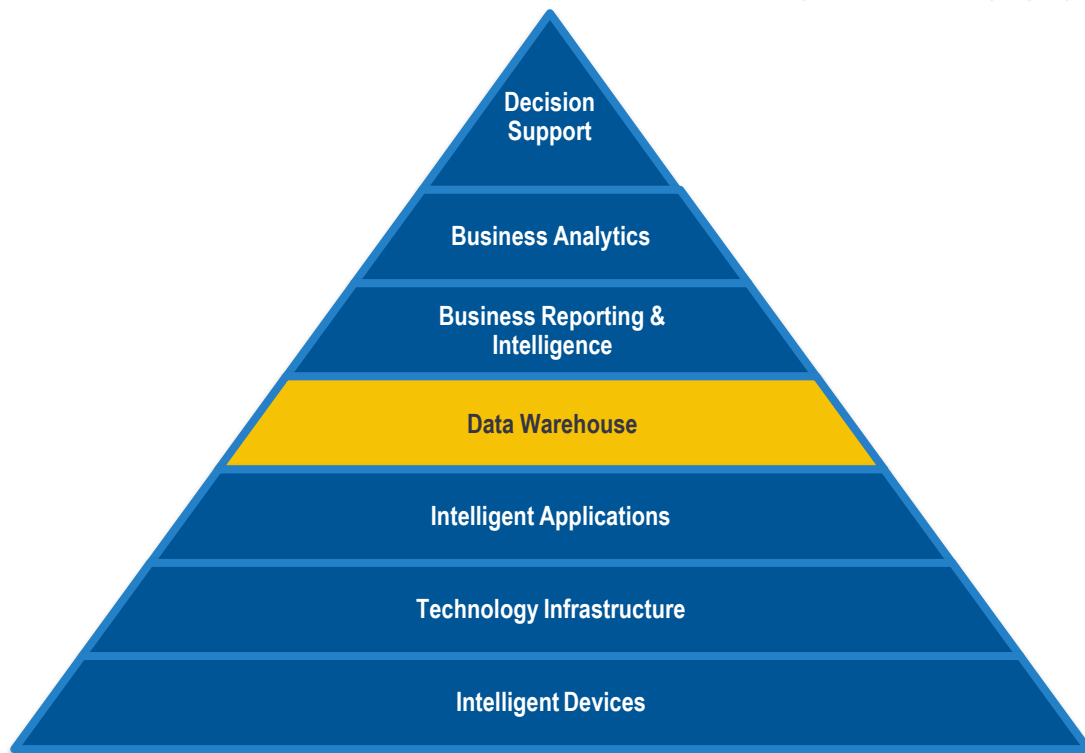 Decision
Support
Business Analytics
Business Reporting &
Intelligence
Data Warehouse
Intelligent Applications
Technology Infrastructure
Intelligent Devices